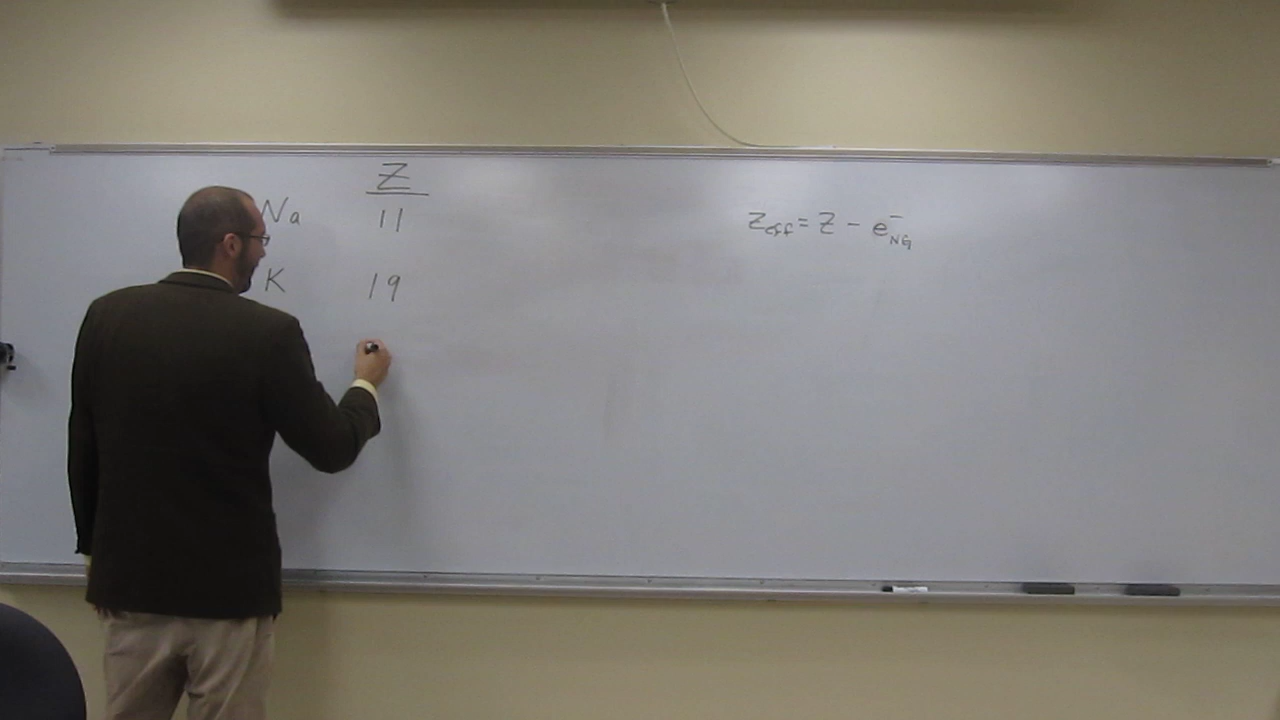 Z
Na 11
K 19
Zeff = Z - e⁻NG